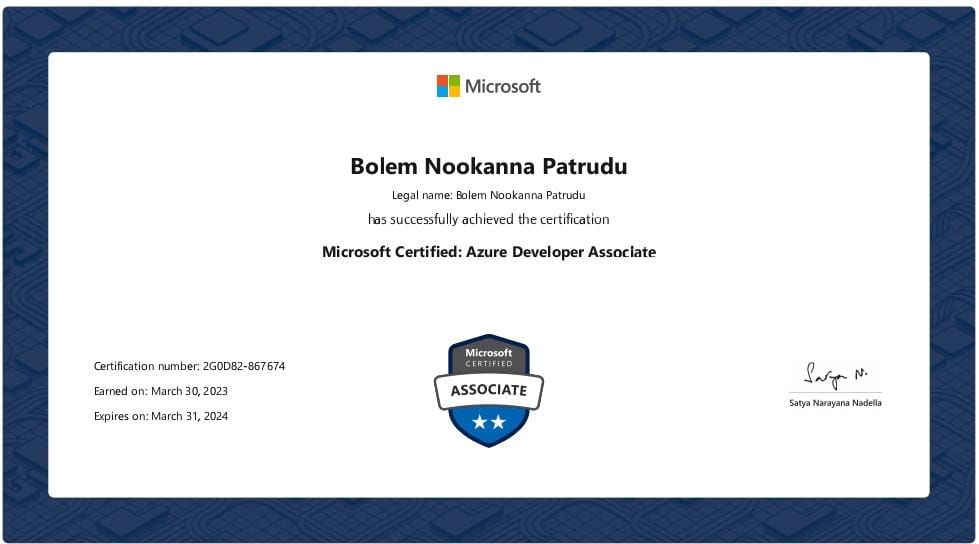 Microsoft
Bolem Nookanna Patrudu
Legal name: Bolem Nookanna Patrudu
has successfully achieved the certification
Microsoft Certified: Azure Developer Associate
Certification number: 2G0D82-867674
Earned on: March 30, 2023
Expires on: March 31, 2024
Microsoft
CERTIFIED
ASSOCIATE
Satya N.
Satya Narayana Nadella